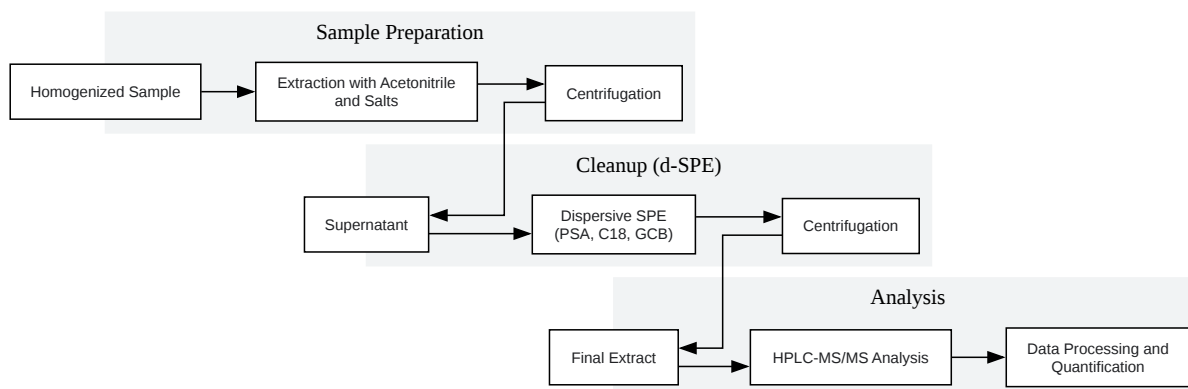 Sample Preparation
Homogenized Sample
Extraction with Acetonitrile
and Salts
Centrifugation
Cleanup (d-SPE)
Supernatant
Dispersive SPE
(PSA, C18, GCB)
Centrifugation
Analysis
Final Extract
HPLC-MS/MS Analysis
Data Processing and
Quantification